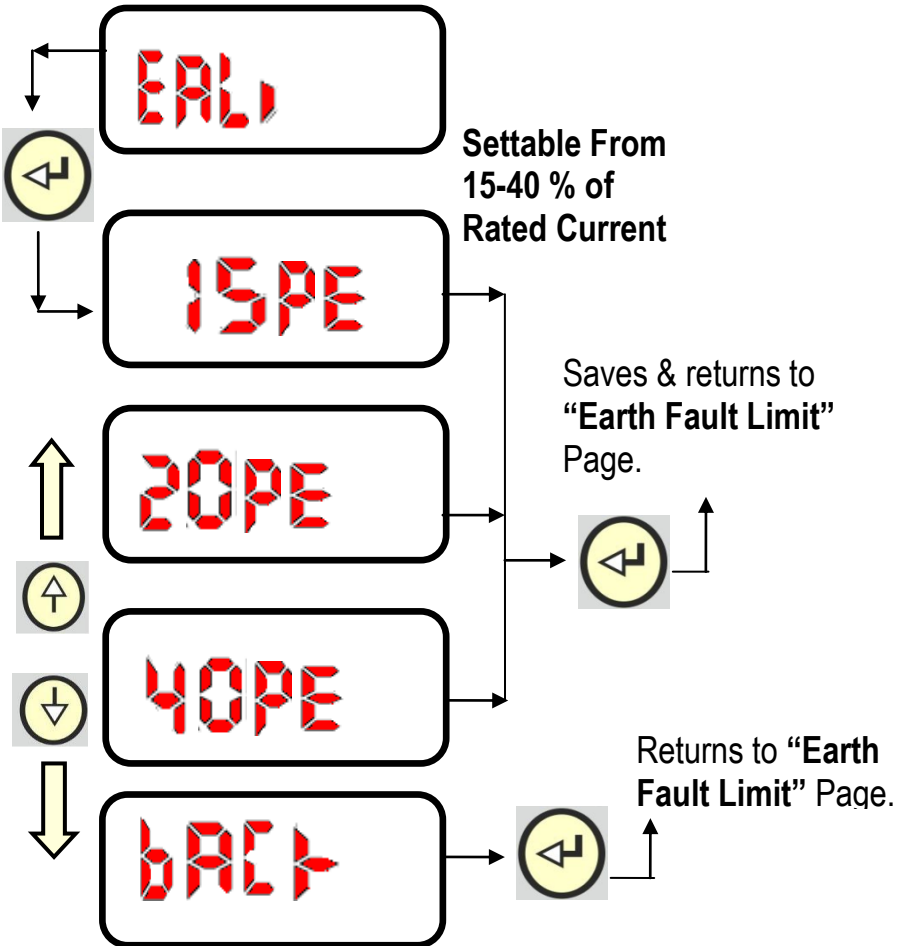 EALi
Settable From
15-40 % of
Rated Current
15PE
Saves & returns to
“Earth Fault Limit”
Page.
20PE
40PE
Returns to “Earth
Fault Limit” Page.
bACk